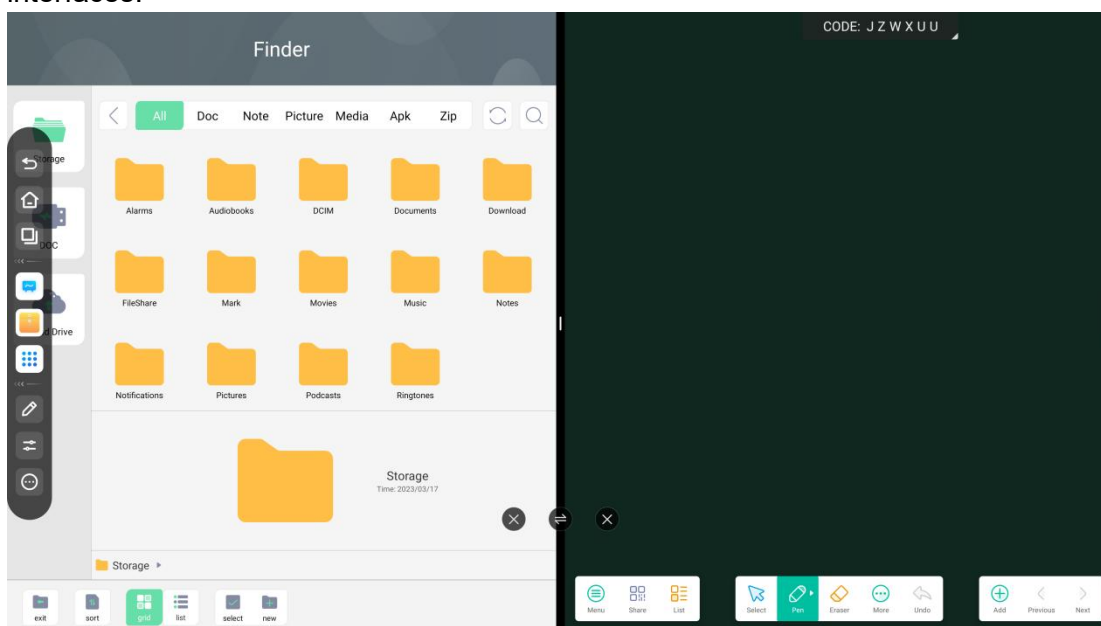 Finder
CODE: J Z W X U U
All Doc Note Picture Media Apk Zip
Storage
Alarms Audiobooks DCIM Documents Download
DOC
FileShare Mark Movies Music Notes
Drive
Notifications Pictures Podcasts Ringtones
Storage
Time: 2023/03/17
Storage
exit sort grid list select new
Menu Share List Select Pen Eraser More Undo Add Previous Next